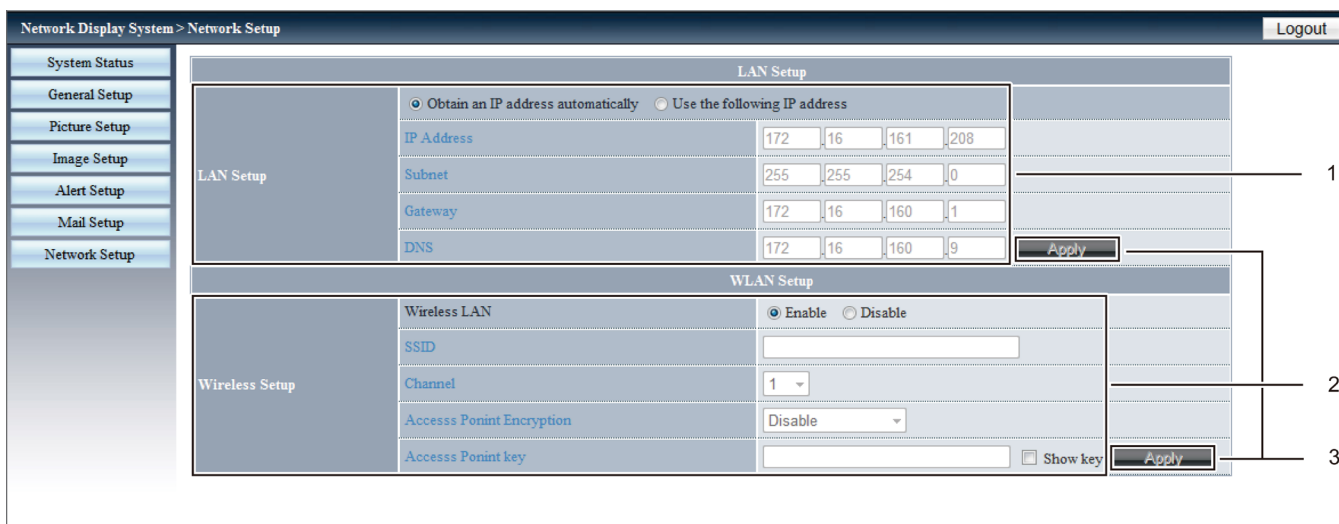 Network Display System > Network Setup
Logout
System Status
General Setup
Picture Setup
Image Setup
Alert Setup
Mail Setup
Network Setup
LAN Setup
LAN Setup
Obtain an IP address automatically Use the following IP address
IP Address 172 .16 .161 .208
Subnet 255 .255 .254 .0
1
Gateway 172 .16 .160 .1
DNS 172 .16 .160 .9 Apply
WLAN Setup
Wireless Setup
Wireless LAN Enable Disable
SSID
Channel 1
2
Accesss Ponint Encryption Disable
Accesss Ponint key Show key Apply
3